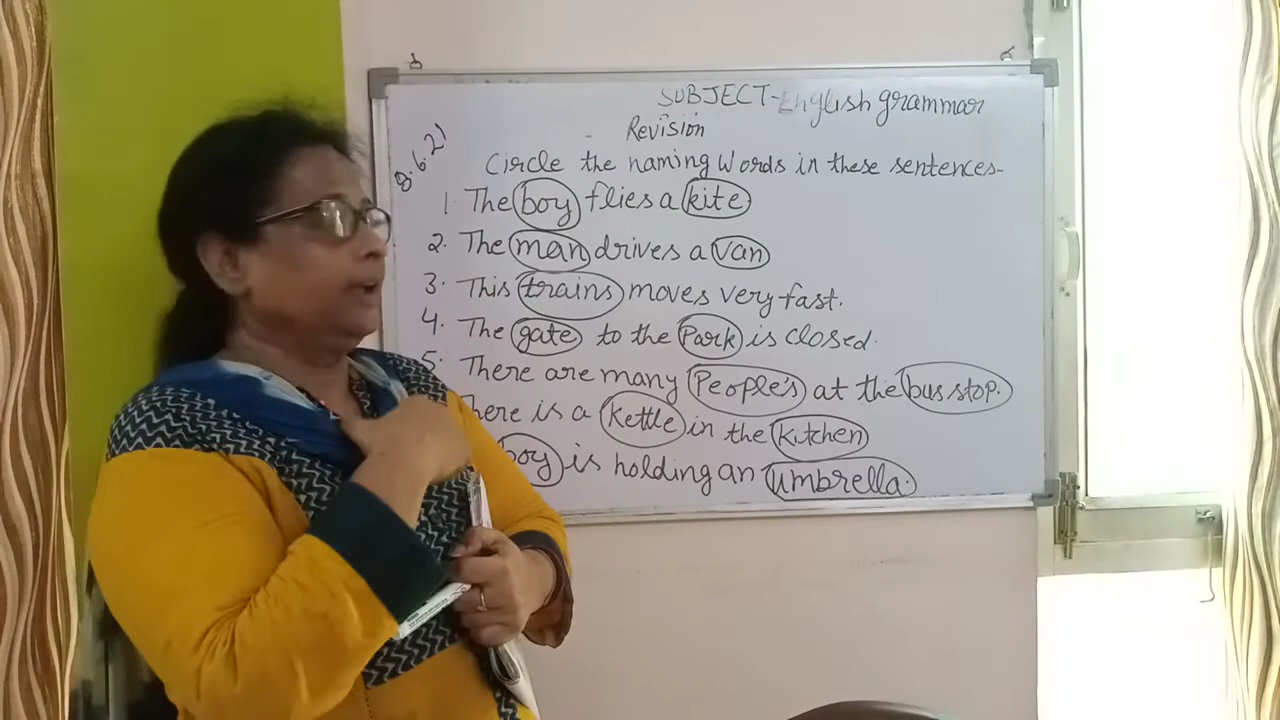 SUBJECT-English grammar
Revision
8.6.21
Circle the naming words in these sentences-
1. The boy flies a kite
2. The man drives a van
3. This trains moves very fast.
4. The gate to the Park is closed.
5. There are many People's at the bus stop.
here is a kettle in the kitchen
boy is holding an umbrella.